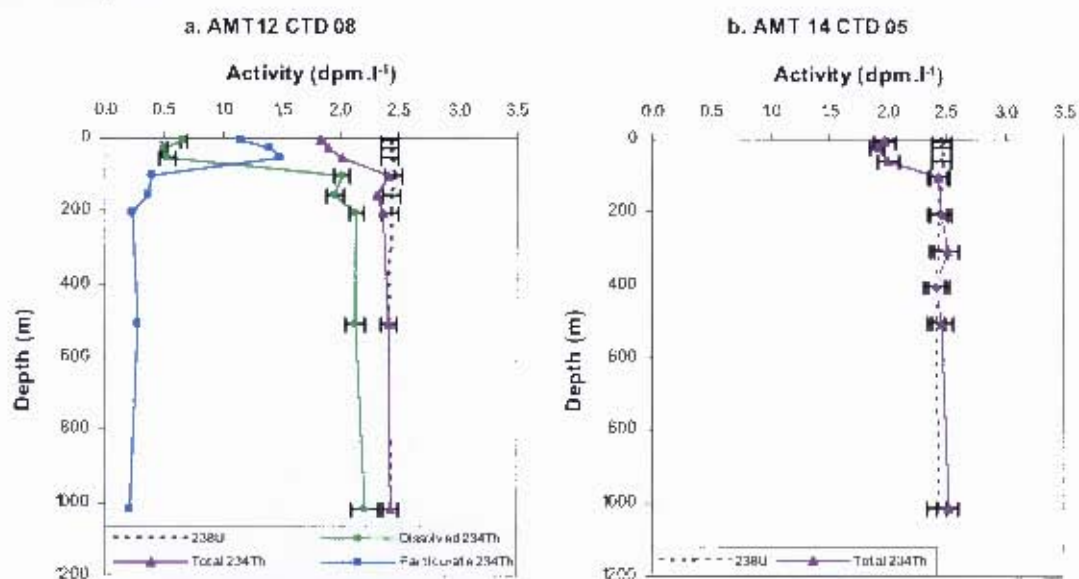 a. AMT12 CTD 08
Activity (dpm.l⁻¹)
0.0 0.5 1.0 1.5 2.0 2.5 3.0 3.5
0
200
400
600
800
1000
1200
Depth (m)
238U
Dissolved 234Th
Total 234Th
Particulate 234Th
b. AMT 14 CTD 05
Activity (dpm.l⁻¹)
0.0 0.5 1.0 1.5 2.0 2.5 3.0 3.5
0
200
400
600
800
1000
1200
Depth (m)
238U
Total 234Th